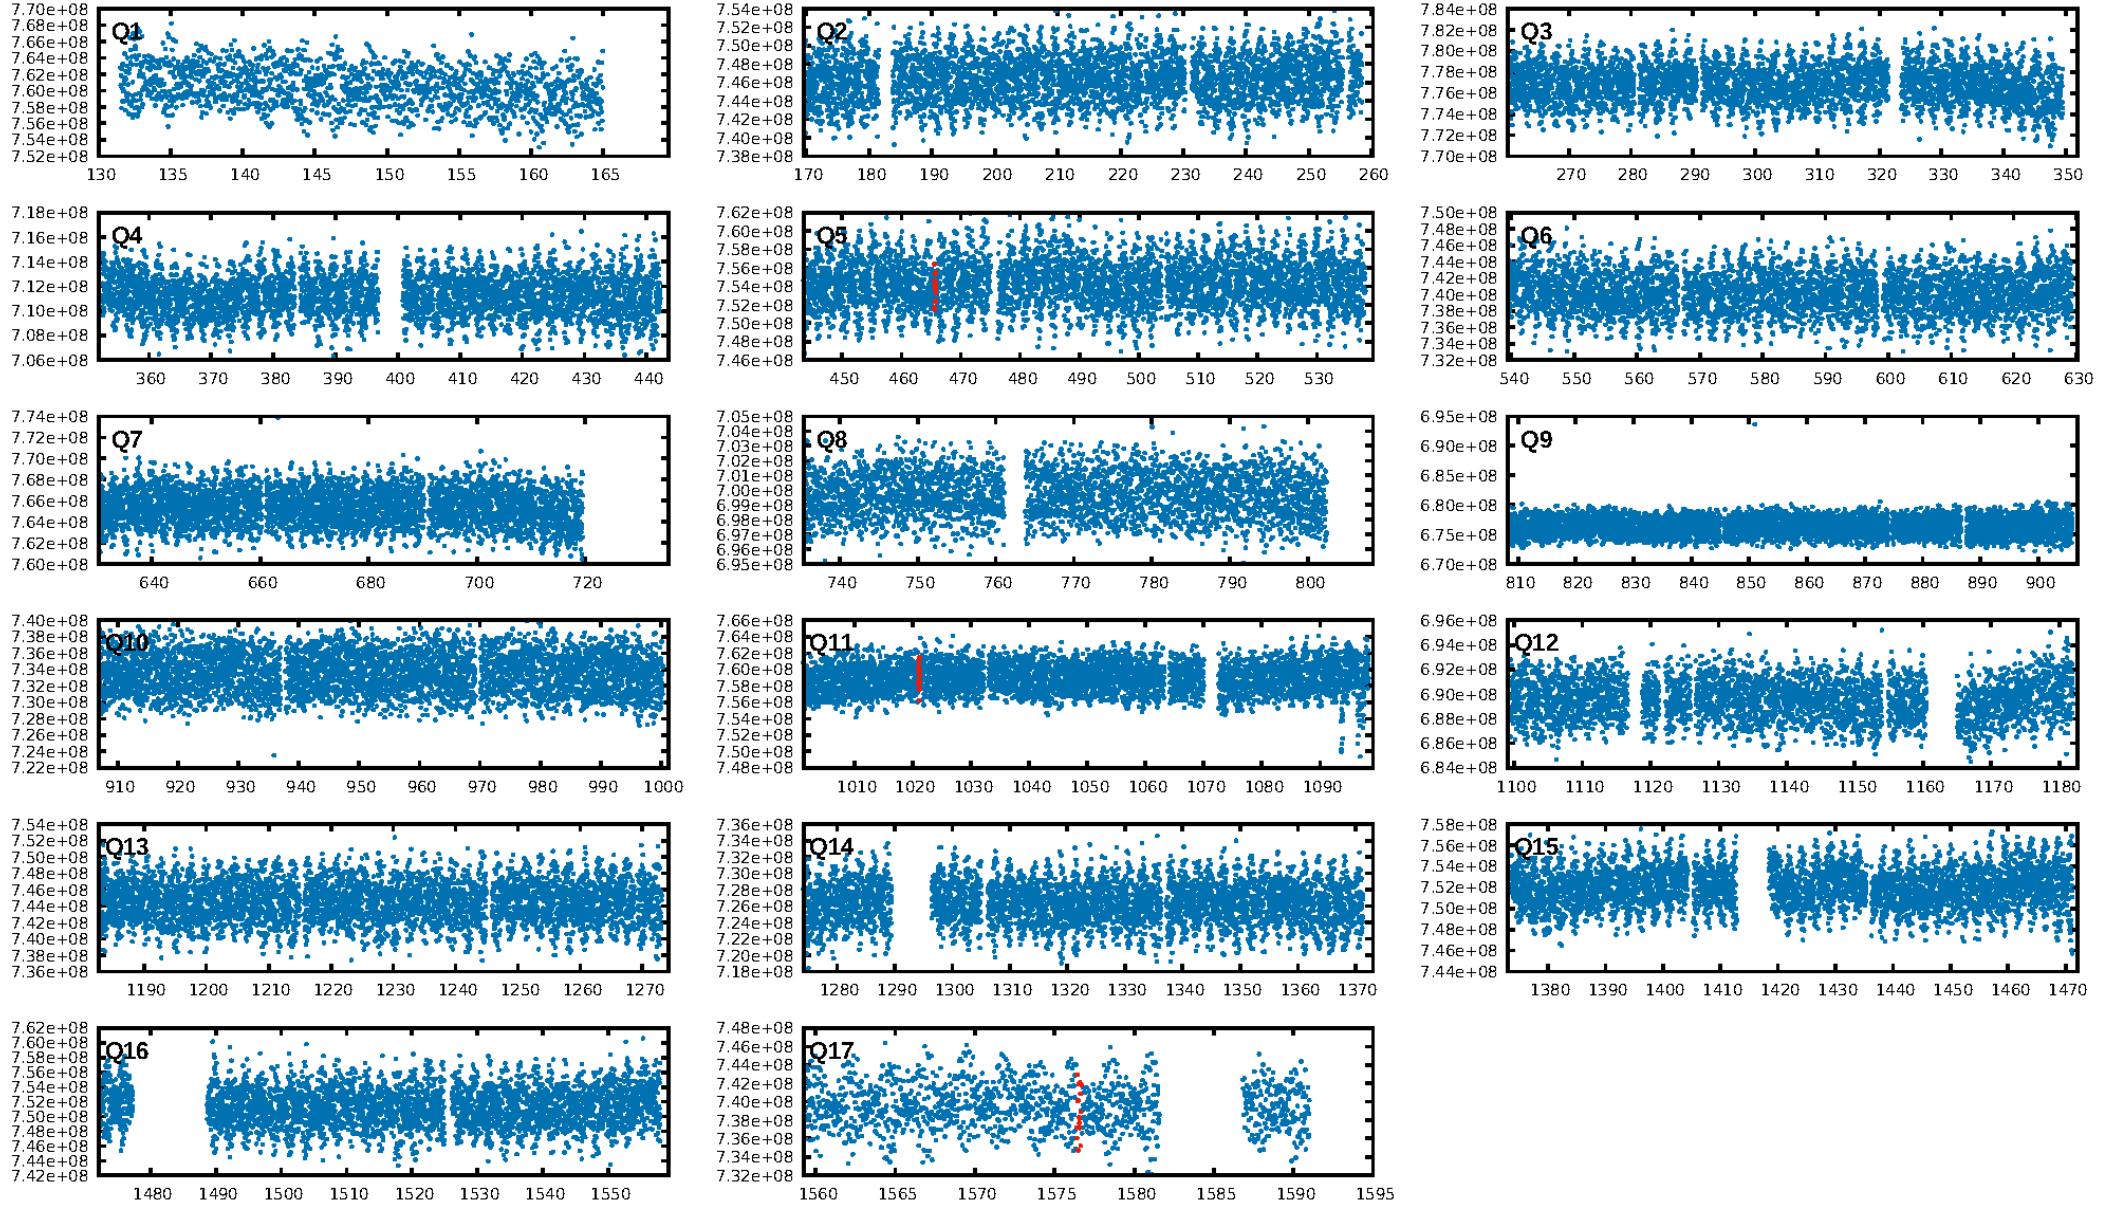 Q1
7.70e+08
7.68e+08
7.66e+08
7.64e+08
7.62e+08
7.60e+08
7.58e+08
7.56e+08
7.54e+08
7.52e+08
130 135 140 145 150 155 160 165
Q2
7.54e+08
7.52e+08
7.50e+08
7.48e+08
7.46e+08
7.44e+08
7.42e+08
7.40e+08
7.38e+08
170 180 190 200 210 220 230 240 250 260
Q3
7.84e+08
7.82e+08
7.80e+08
7.78e+08
7.76e+08
7.74e+08
7.72e+08
7.70e+08
270 280 290 300 310 320 330 340 350
Q4
7.18e+08
7.16e+08
7.14e+08
7.12e+08
7.10e+08
7.08e+08
7.06e+08
360 370 380 390 400 410 420 430 440
Q5
7.62e+08
7.60e+08
7.58e+08
7.56e+08
7.54e+08
7.52e+08
7.50e+08
7.48e+08
7.46e+08
450 460 470 480 490 500 510 520 530
Q6
7.50e+08
7.48e+08
7.46e+08
7.44e+08
7.42e+08
7.40e+08
7.38e+08
7.36e+08
7.34e+08
7.32e+08
540 550 560 570 580 590 600 610 620 630
Q7
7.74e+08
7.72e+08
7.70e+08
7.68e+08
7.66e+08
7.64e+08
7.62e+08
7.60e+08
640 660 680 700 720
Q8
7.05e+08
7.04e+08
7.03e+08
7.02e+08
7.01e+08
7.00e+08
6.99e+08
6.98e+08
6.97e+08
6.96e+08
6.95e+08
740 750 760 770 780 790 800
Q9
6.95e+08
6.90e+08
6.85e+08
6.80e+08
6.75e+08
6.70e+08
810 820 830 840 850 860 870 880 890 900
Q10
7.40e+08
7.38e+08
7.36e+08
7.34e+08
7.32e+08
7.30e+08
7.28e+08
7.26e+08
7.24e+08
7.22e+08
910 920 930 940 950 960 970 980 990 1000
Q11
7.66e+08
7.64e+08
7.62e+08
7.60e+08
7.58e+08
7.56e+08
7.54e+08
7.52e+08
7.50e+08
7.48e+08
1010 1020 1030 1040 1050 1060 1070 1080 1090
Q12
6.96e+08
6.94e+08
6.92e+08
6.90e+08
6.88e+08
6.86e+08
6.84e+08
1100 1110 1120 1130 1140 1150 1160 1170 1180
Q13
7.54e+08
7.52e+08
7.50e+08
7.48e+08
7.46e+08
7.44e+08
7.42e+08
7.40e+08
7.38e+08
7.36e+08
1190 1200 1210 1220 1230 1240 1250 1260 1270
Q14
7.36e+08
7.34e+08
7.32e+08
7.30e+08
7.28e+08
7.26e+08
7.24e+08
7.22e+08
7.20e+08
7.18e+08
1280 1290 1300 1310 1320 1330 1340 1350 1360 1370
Q15
7.58e+08
7.56e+08
7.54e+08
7.52e+08
7.50e+08
7.48e+08
7.46e+08
7.44e+08
1380 1390 1400 1410 1420 1430 1440 1450 1460 1470
Q16
7.62e+08
7.60e+08
7.58e+08
7.56e+08
7.54e+08
7.52e+08
7.50e+08
7.48e+08
7.46e+08
7.44e+08
7.42e+08
1480 1490 1500 1510 1520 1530 1540 1550
Q17
7.48e+08
7.46e+08
7.44e+08
7.42e+08
7.40e+08
7.38e+08
7.36e+08
7.34e+08
7.32e+08
1560 1565 1570 1575 1580 1585 1590 1595